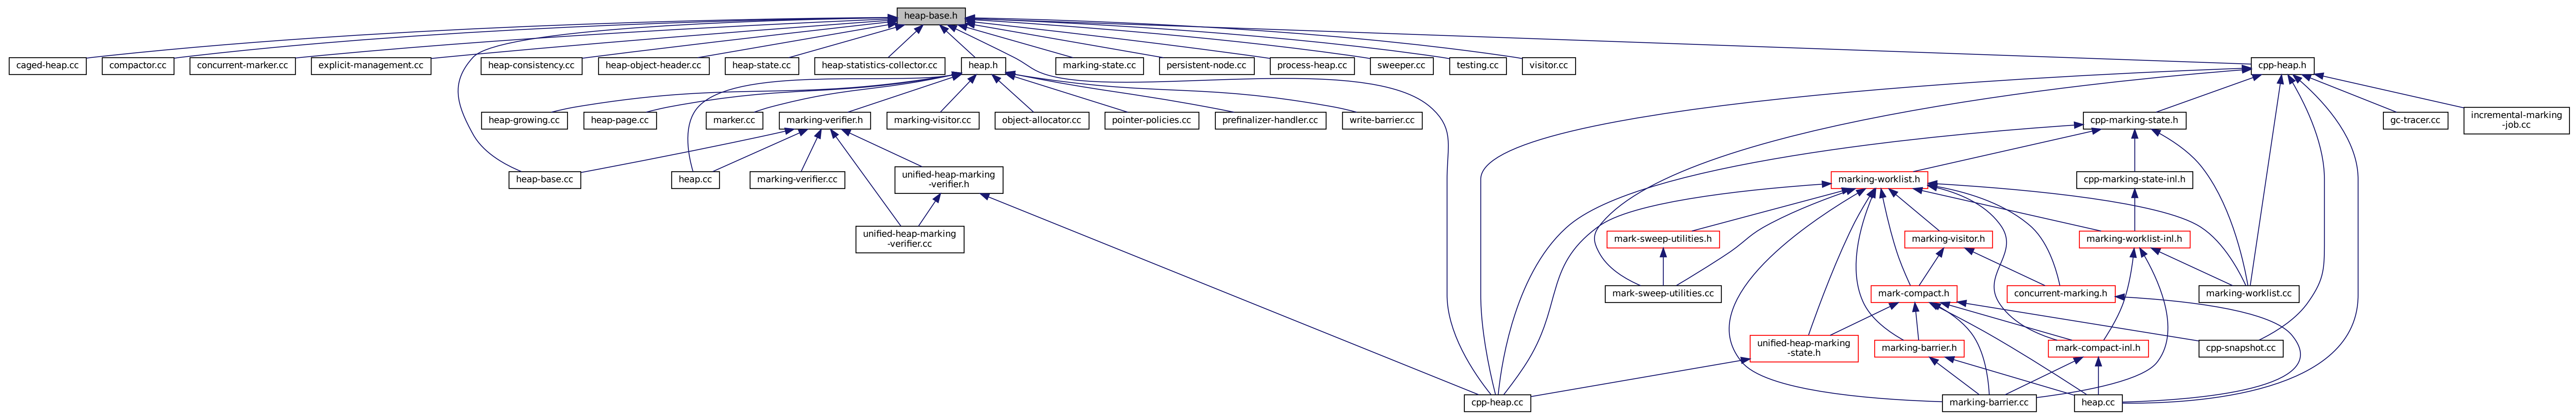 heap-base.h
caged-heap.cc
compactor.cc
concurrent-marker.cc
explicit-management.cc
heap-consistency.cc
heap-object-header.cc
heap-state.cc
heap-statistics-collector.cc
heap.h
marking-state.cc
persistent-node.cc
process-heap.cc
sweeper.cc
testing.cc
visitor.cc
cpp-heap.h
heap-growing.cc
heap-page.cc
marker.cc
marking-verifier.h
marking-visitor.cc
object-allocator.cc
pointer-policies.cc
prefinalizer-handler.cc
write-barrier.cc
cpp-marking-state.h
gc-tracer.cc
incremental-marking
-job.cc
heap-base.cc
heap.cc
marking-verifier.cc
unified-heap-marking
-verifier.h
marking-worklist.h
cpp-marking-state-inl.h
unified-heap-marking
-verifier.cc
mark-sweep-utilities.h
marking-visitor.h
marking-worklist-inl.h
mark-sweep-utilities.cc
mark-compact.h
concurrent-marking.h
marking-worklist.cc
unified-heap-marking
-state.h
marking-barrier.h
mark-compact-inl.h
cpp-snapshot.cc
cpp-heap.cc
marking-barrier.cc
heap.cc